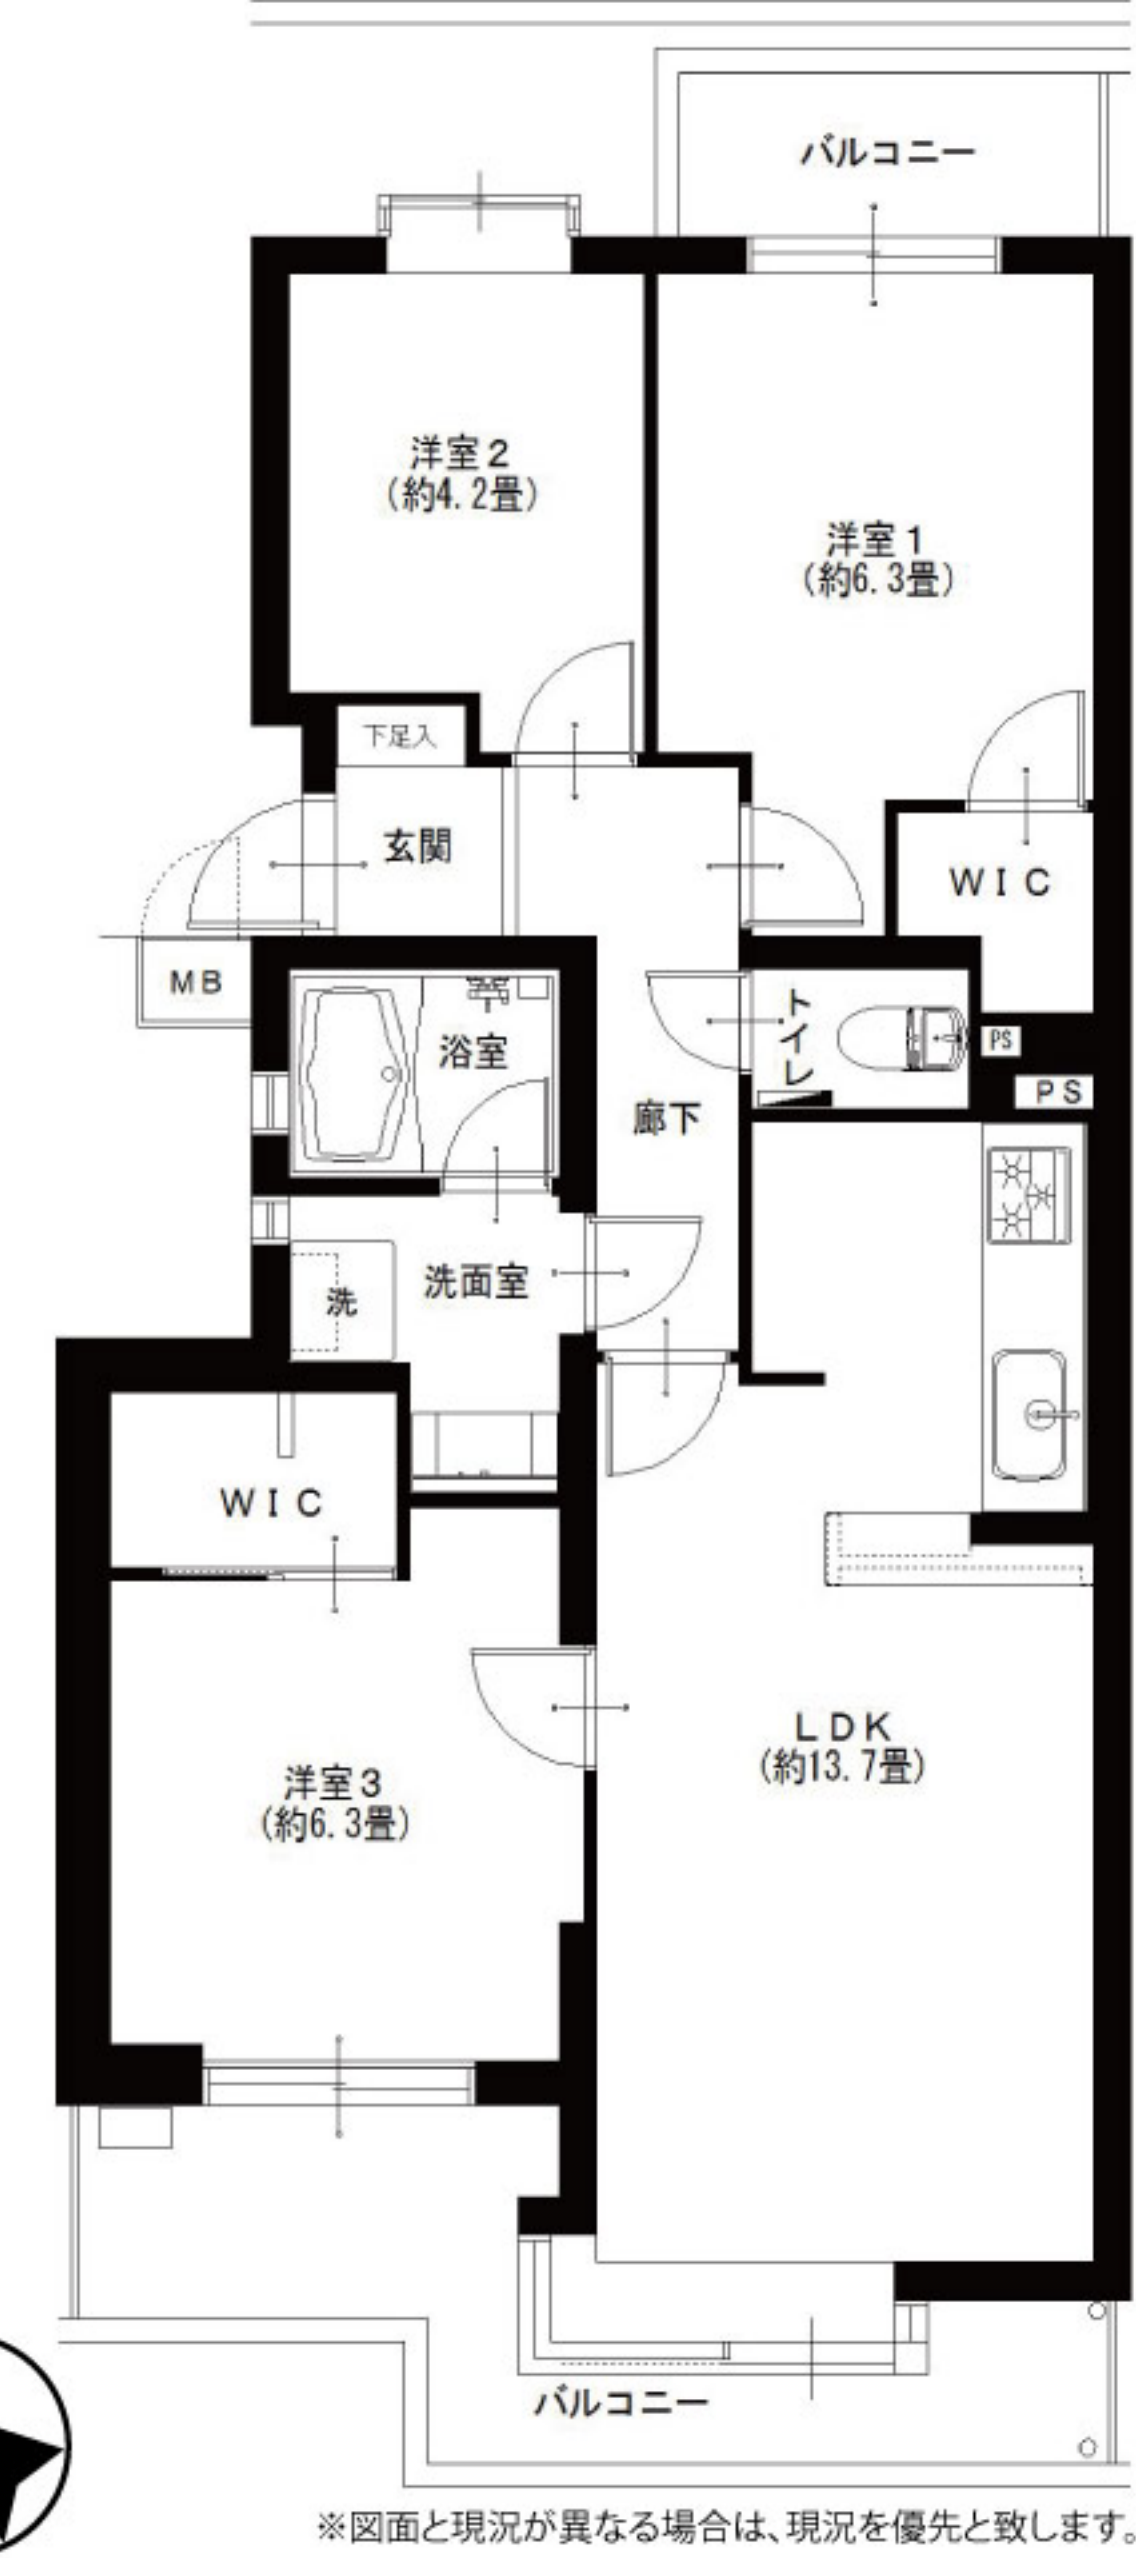 バルコニー
洋室2
(約4.2畳)
洋室1
(約6.3畳)
下足入
玄関
WIC
MB
浴室
トイレ
PS
PS
廊下
洗面室
洗
WIC
LDK
(約13.7畳)
洋室3
(約6.3畳)
バルコニー
※図面と現況が異なる場合は、現況を優先と致します。